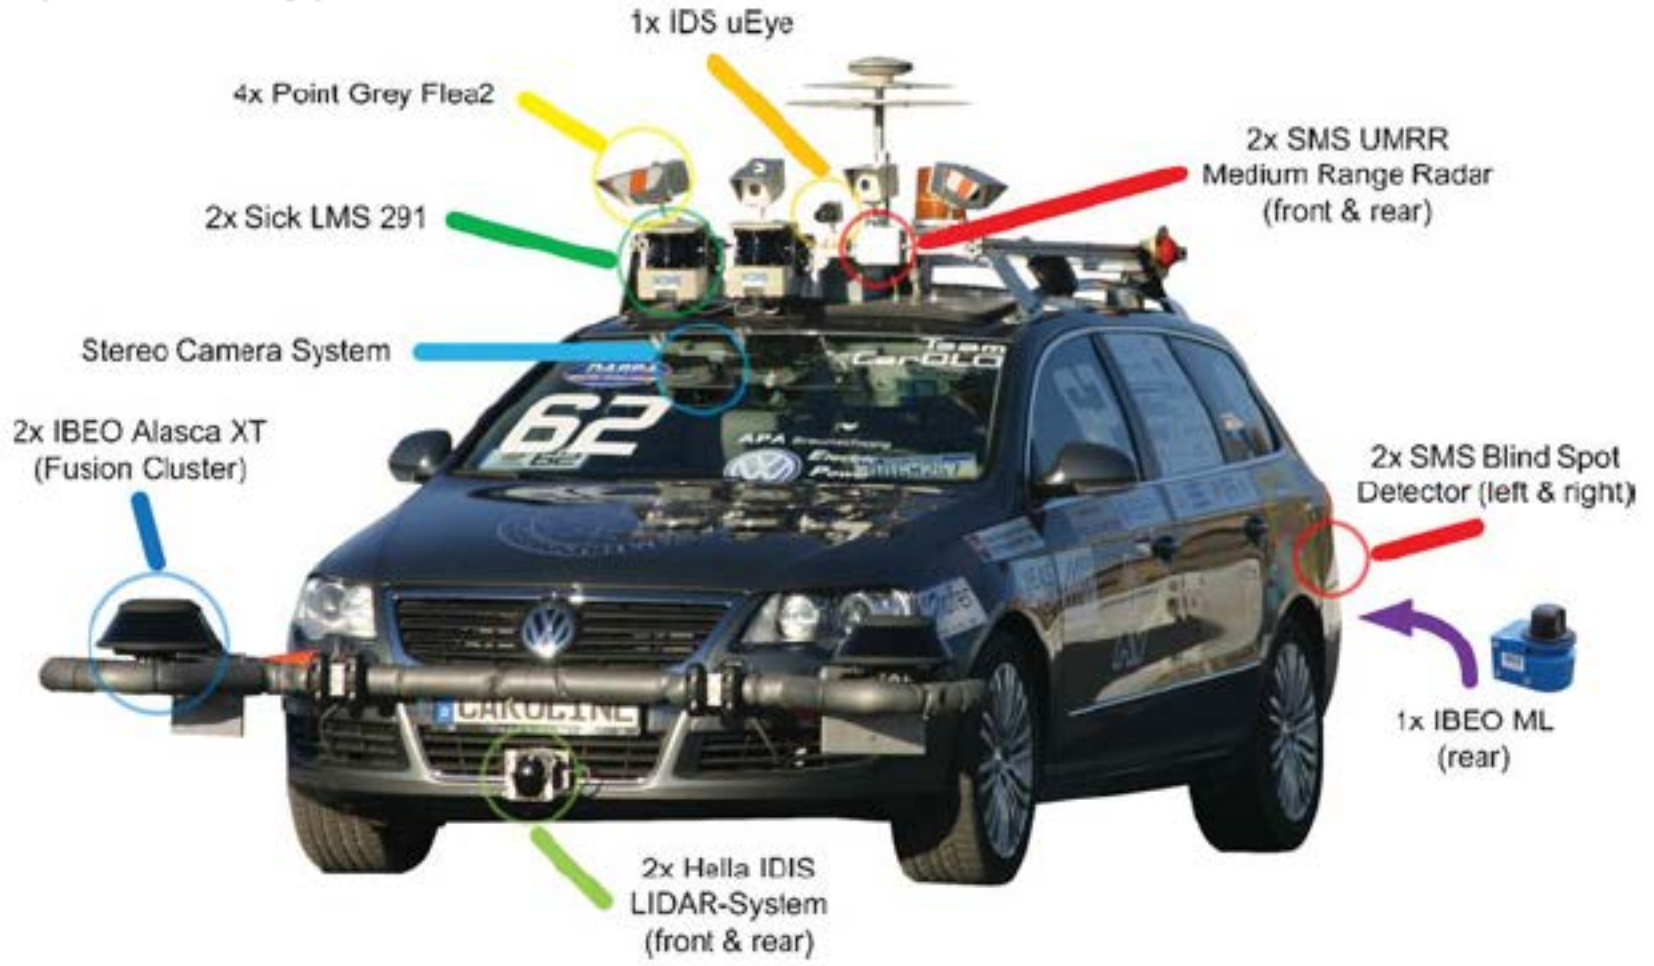 1x IDS uEye
4x Point Grey Flea2
2x SMS UMRR
Medium Range Radar
(front & rear)
2x Sick LMS 291
Stereo Camera System
Team
CarOLO
DARPA
62
2x IBEO Alasca XT
(Fusion Cluster)
APA
2x SMS Blind Spot
Detector (left & right)
CAROLINE
1x IBEO ML
(rear)
2x Hella IDIS
LIDAR-System
(front & rear)